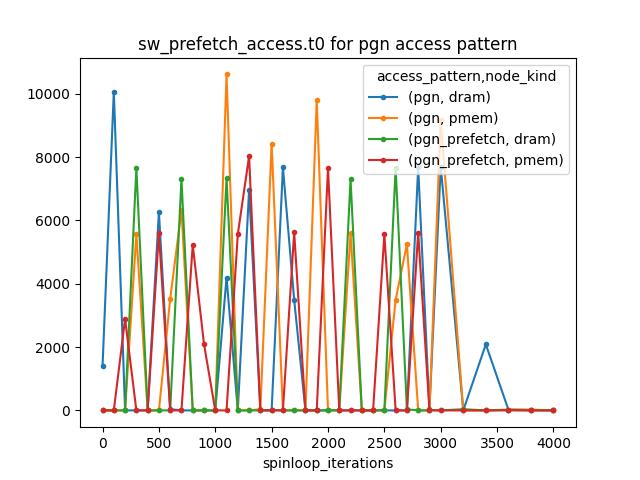 sw_prefetch_access.t0 for pgn access pattern
access_pattern,node_kind
(pgn, dram)
(pgn, pmem)
(pgn_prefetch, dram)
(pgn_prefetch, pmem)
10000
8000
6000
4000
2000
0
0 500 1000 1500 2000 2500 3000 3500 4000
spinloop_iterations